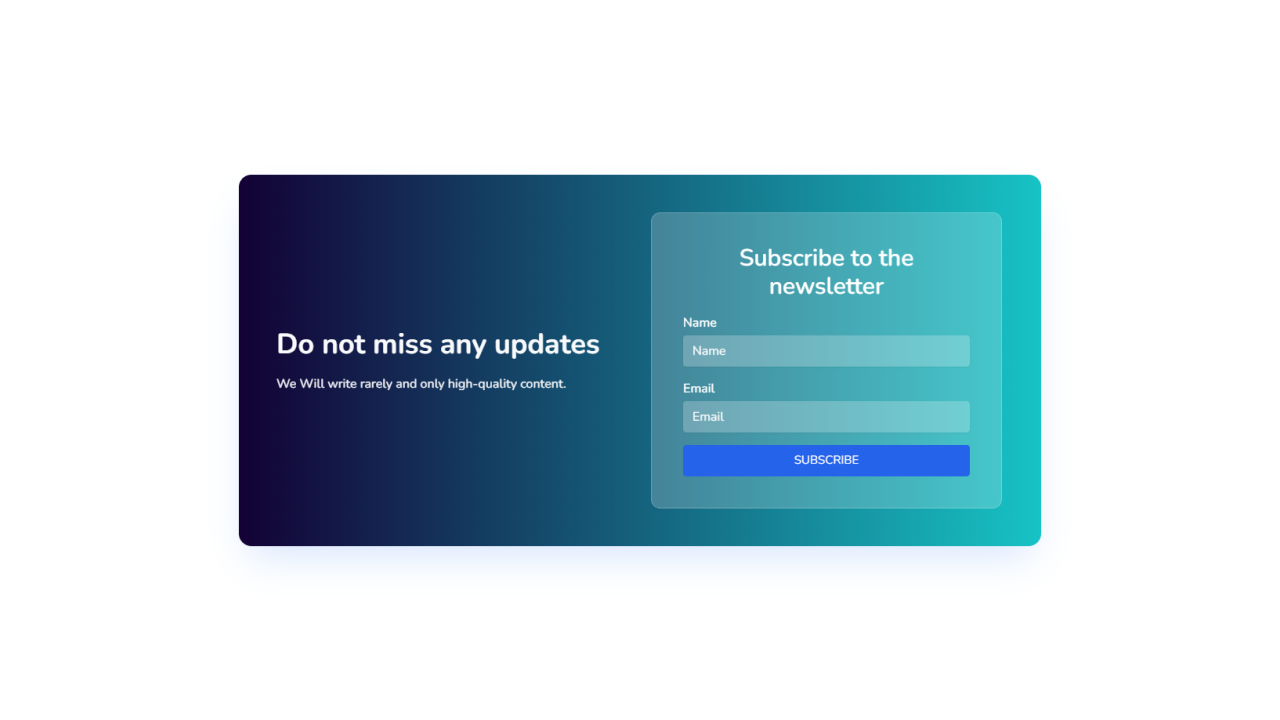 Do not miss any updates
We Will write rarely and only high-quality content.
Subscribe to the
newsletter
Name
Name
Email
Email
SUBSCRIBE